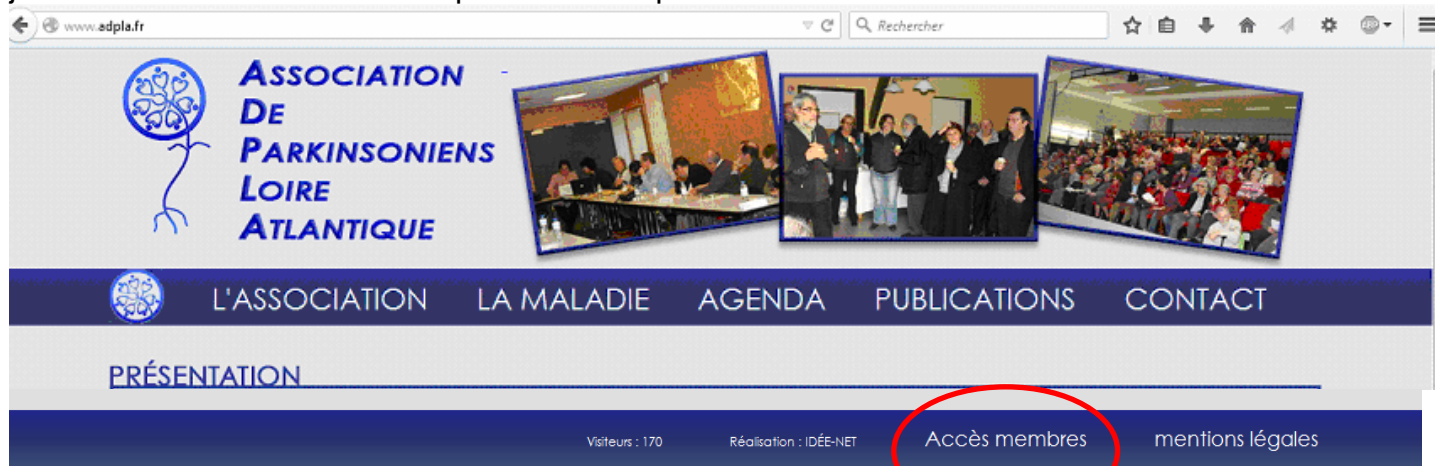 www.adpla.fr
Rechercher
ASSOCIATION
DE
PARKINSONIENS
LOIRE
ATLANTIQUE
L'ASSOCIATION LA MALADIE AGENDA PUBLICATIONS CONTACT
PRÉSENTATION
Visiteurs : 170 Réalisation : IDÉE-NET Accès membres mentions légales